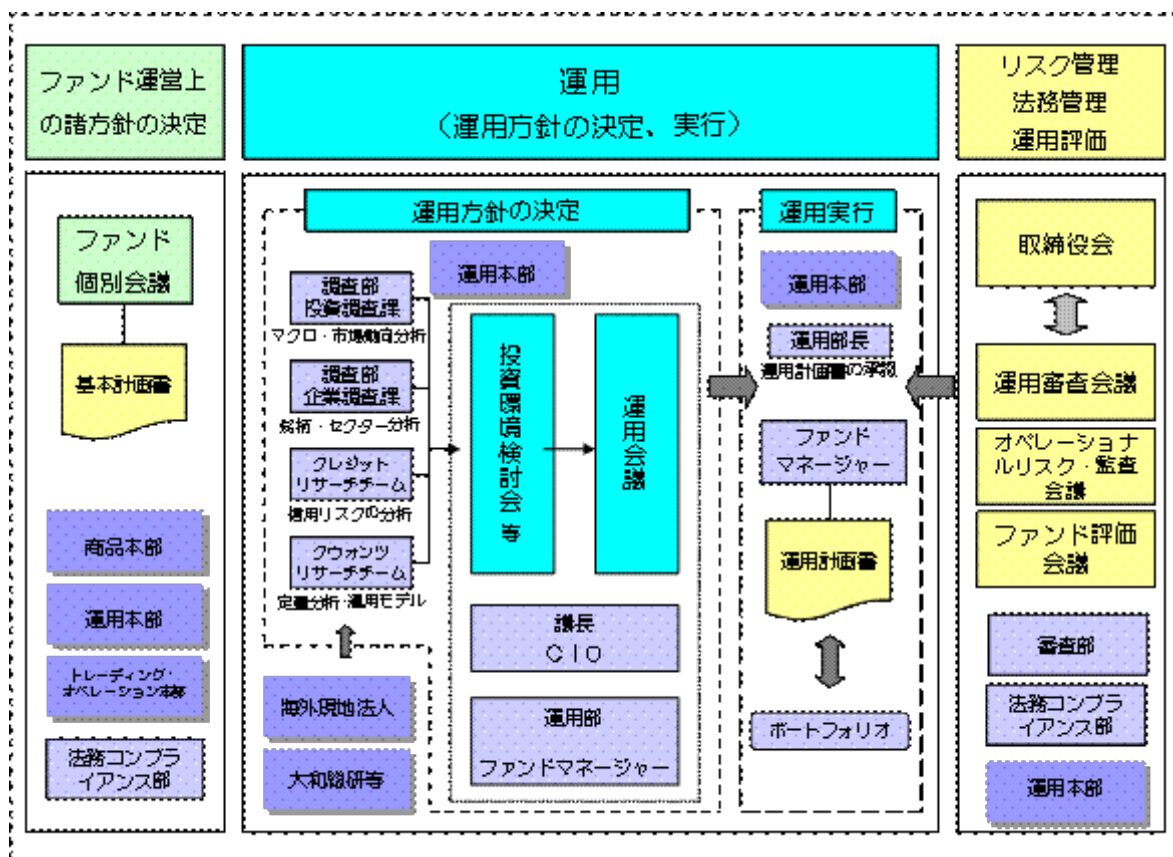 ファンド運営上
の諸方針の決定
運用
（運用方針の決定、実行）
リスク管理
法務管理
運用評価
ファンド
個別会議
基本計画書
商品本部
運用本部
トレーディング・
オペレーション本部
法務コンプラ
イアンス部
運用方針の決定
運用本部
調査部
投資調査課
マクロ・市場動向分析
調査部
企業調査課
銘柄・セクター分析
クレジット
リサーチチーム
信用リスクの分析
クウォンツ
リサーチチーム
定量分析・運用モデル
海外現地法人
大和総研等
投資環境検討会 等
運用会議
議長
ＣＩＯ
運用部
ファンドマネージャー
運用実行
運用本部
運用部長
運用計画書の承認
ファンド
マネージャー
運用計画書
ポートフォリオ
取締役会
運用審査会議
オペレーショナ
ルリスク・監査
会議
ファンド評価
会議
審査部
法務コンプラ
イアンス部
運用本部